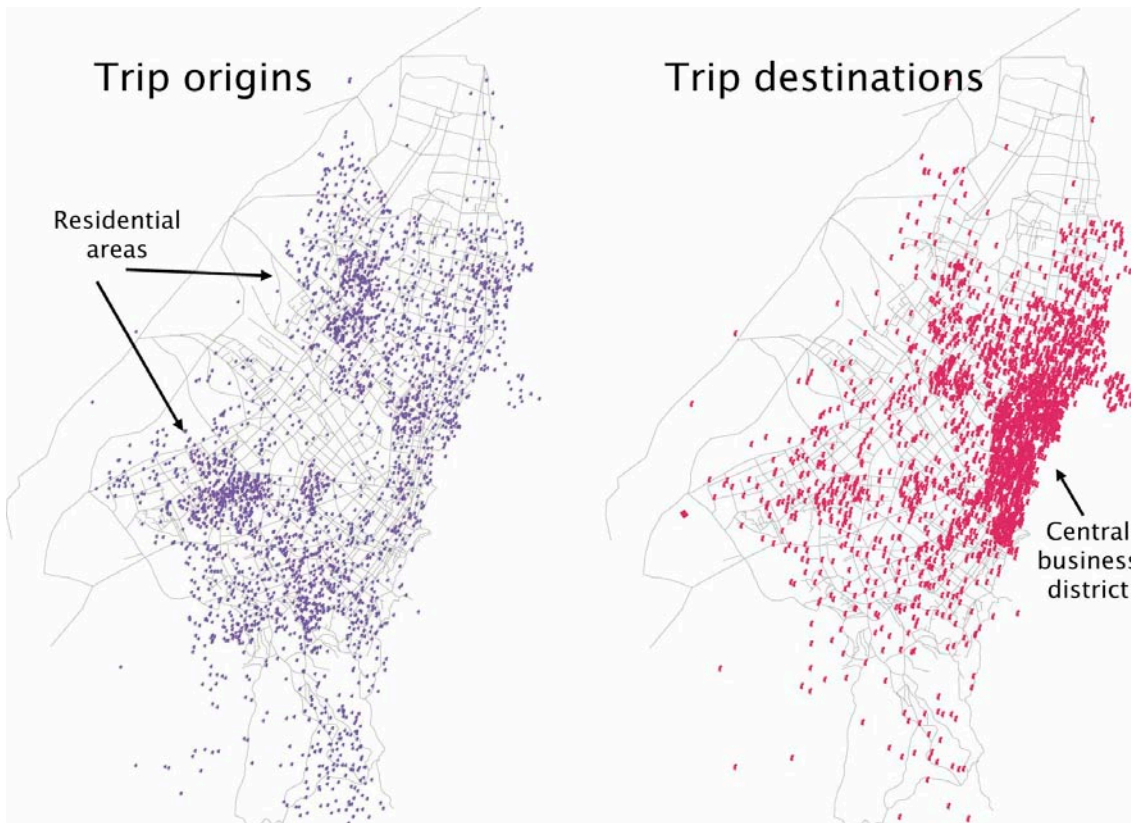 Trip origins
Trip destinations
Residential
areas
Central
business
district